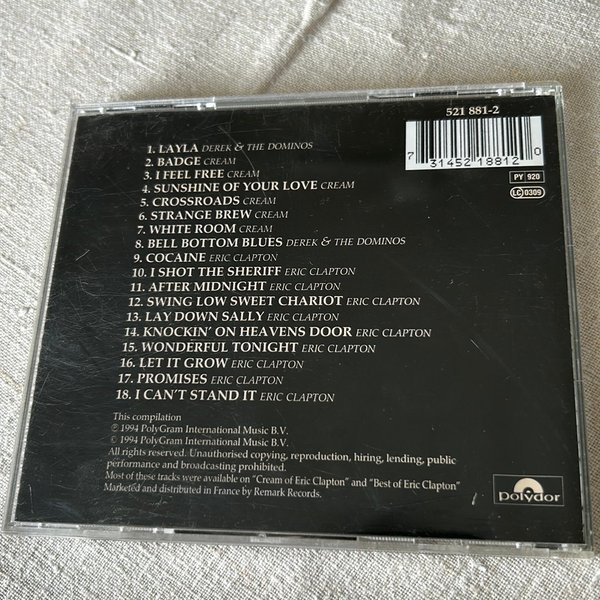 521 881-2
7 31452 18812 0
PY 920
LC 0309
1. LAYLA DEREK & THE DOMINOS
2. BADGE CREAM
3. I FEEL FREE CREAM
4. SUNSHINE OF YOUR LOVE CREAM
5. CROSSROADS CREAM
6. STRANGE BREW CREAM
7. WHITE ROOM CREAM
8. BELL BOTTOM BLUES DEREK & THE DOMINOS
9. COCAINE ERIC CLAPTON
10. I SHOT THE SHERIFF ERIC CLAPTON
11. AFTER MIDNIGHT ERIC CLAPTON
12. SWING LOW SWEET CHARIOT ERIC CLAPTON
13. LAY DOWN SALLY ERIC CLAPTON
14. KNOCKIN' ON HEAVENS DOOR ERIC CLAPTON
15. WONDERFUL TONIGHT ERIC CLAPTON
16. LET IT GROW ERIC CLAPTON
17. PROMISES ERIC CLAPTON
18. I CAN'T STAND IT ERIC CLAPTON
This compilation
℗ 1994 PolyGram International Music B.V.
© 1994 PolyGram International Music B.V.
All rights reserved. Unauthorised copying, reproduction, hiring, lending, public
performance and broadcasting prohibited.
Most of these tracks were available on "Cream of Eric Clapton" and "Best of Eric Clapton"
Marketed and distributed in France by Remark Records.
polydor